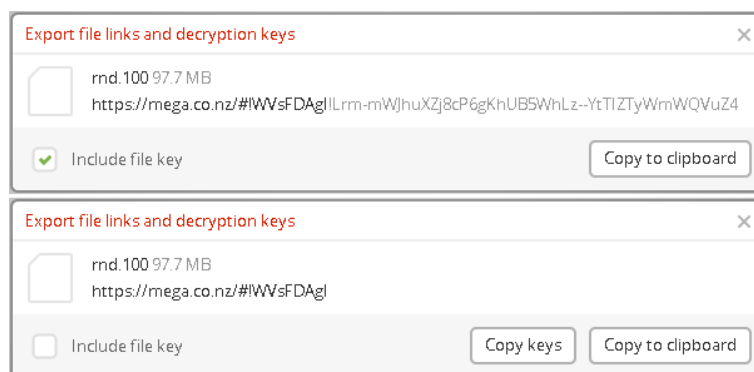 Export file links and decryption keys
rnd.100 97.7 MB
https://mega.co.nz/#!WVsFDAgI!Lrm-mWJhuXZj8cP6gKhUB5WhLz--YtTIZTyWmWQVuZ4
Include file key
Copy to clipboard
Export file links and decryption keys
rnd.100 97.7 MB
https://mega.co.nz/#!WVsFDAgI
Include file key
Copy keys
Copy to clipboard